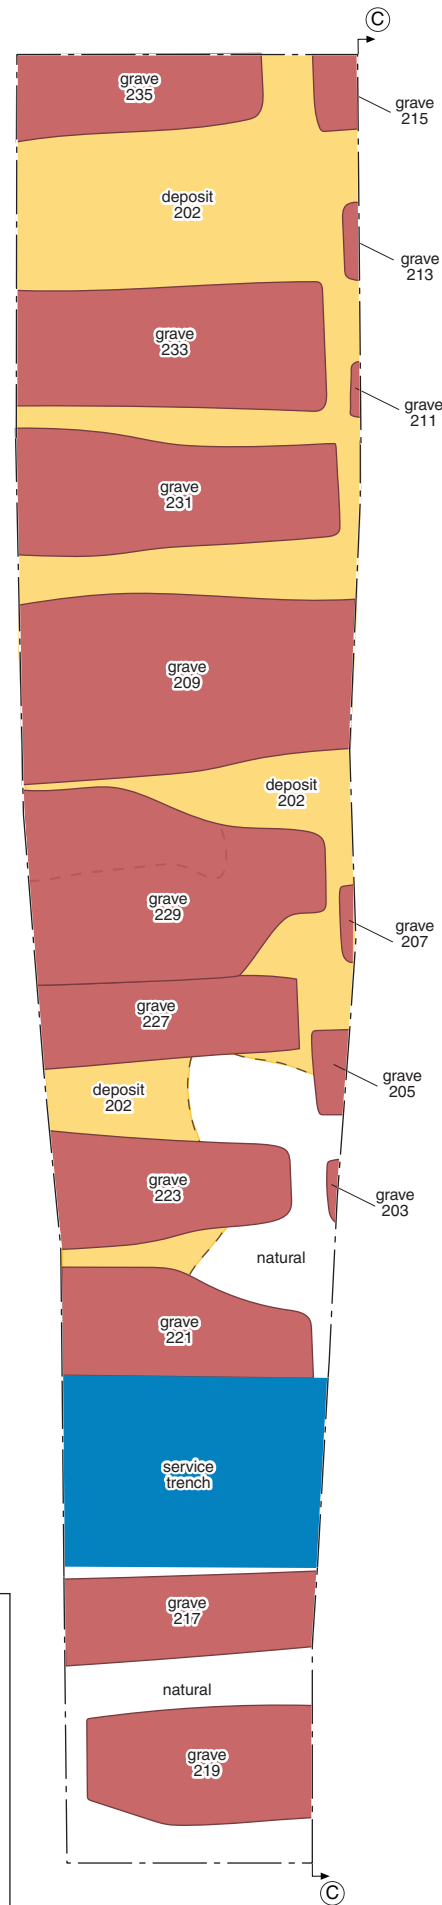 C
grave
235
grave
215
deposit
202
grave
213
grave
233
grave
211
grave
231
grave
209
deposit
202
grave
229
grave
207
grave
227
grave
205
deposit
202
grave
223
grave
203
natural
grave
221
service
trench
grave
217
natural
grave
219
C